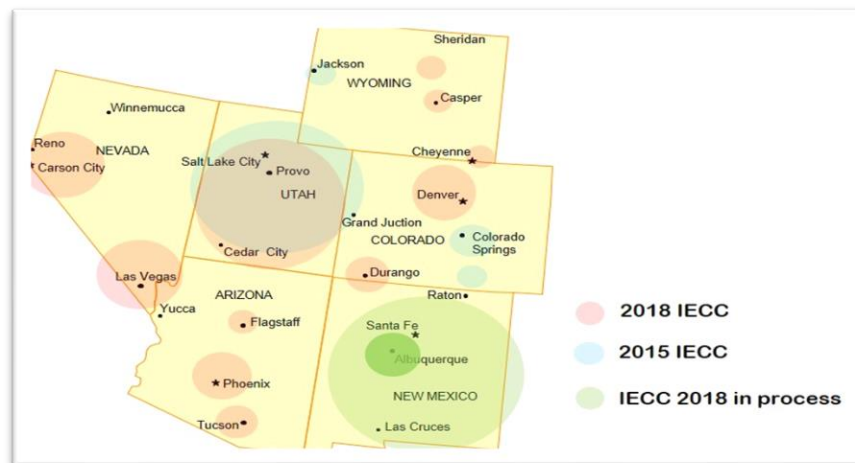 Sheridan
Jackson
WYOMING
Casper
Winnemucca
Reno
NEVADA
Carson City
Salt Lake City
Provo
UTAH
Cheyenne
Denver
Grand Juction
COLORADO
Colorado
Springs
Cedar City
Las Vegas
Durango
ARIZONA
Raton
Yucca
Flagstaff
Santa Fe
Albuquerque
Phoenix
NEW MEXICO
Tucson
Las Cruces
2018 IECC
2015 IECC
IECC 2018 in process